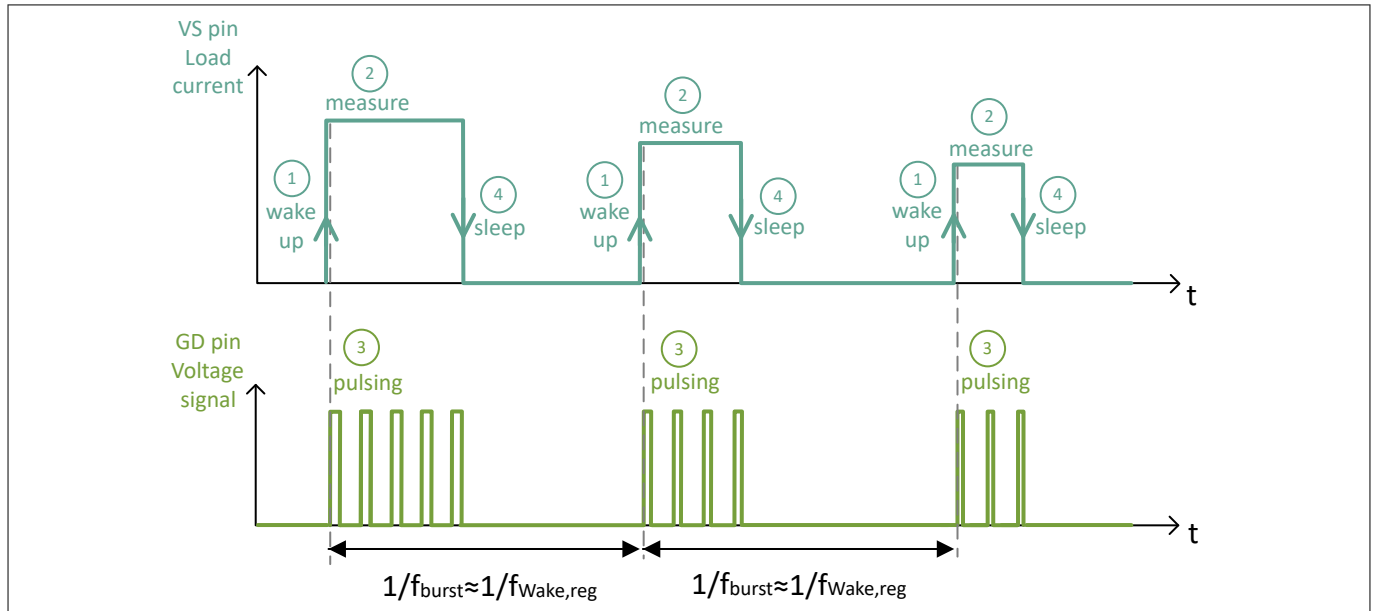 VS pin
Load
current
2
measure
2
measure
2
measure
1
wake
up
4
sleep
1
wake
up
4
sleep
1
wake
up
4
sleep
t
GD pin
Voltage
signal
3
pulsing
3
pulsing
3
pulsing
t
1/fburst≈1/fWake,reg
1/fburst≈1/fWake,reg